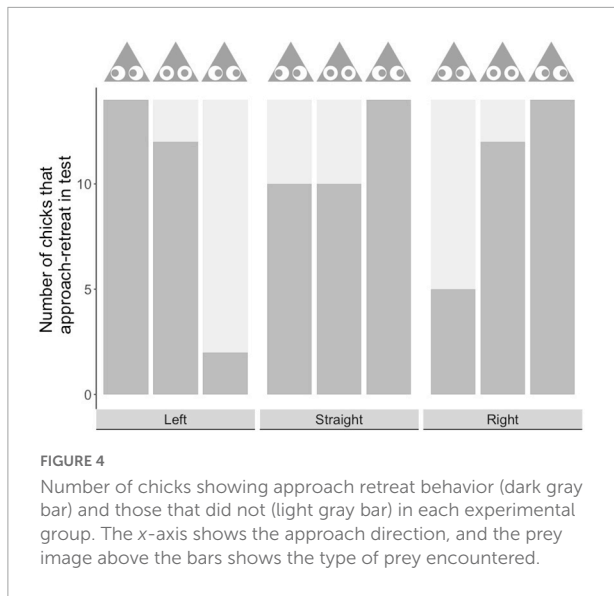 Number of chicks that
approach-retreat in test
10
5
0
Left
Straight
Right
FIGURE 4
Number of chicks showing approach retreat behavior (dark gray
bar) and those that did not (light gray bar) in each experimental
group. The x-axis shows the approach direction, and the prey
image above the bars shows the type of prey encountered.